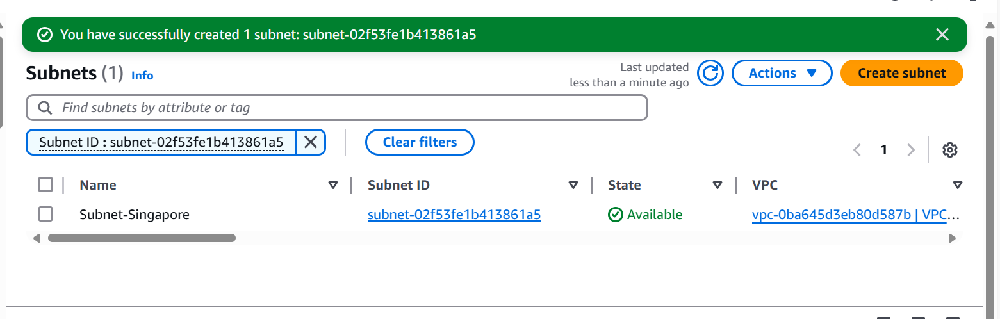 You have successfully created 1 subnet: subnet-02f53fe1b413861a5
Subnets (1) Info
Last updated
less than a minute ago
Actions
Create subnet
Find subnets by attribute or tag
Subnet ID : subnet-02f53fe1b413861a5
Clear filters
1
Name Subnet ID State VPC
Subnet-Singapore subnet-02f53fe1b413861a5 Available vpc-0ba645d3eb80d587b | VPC...